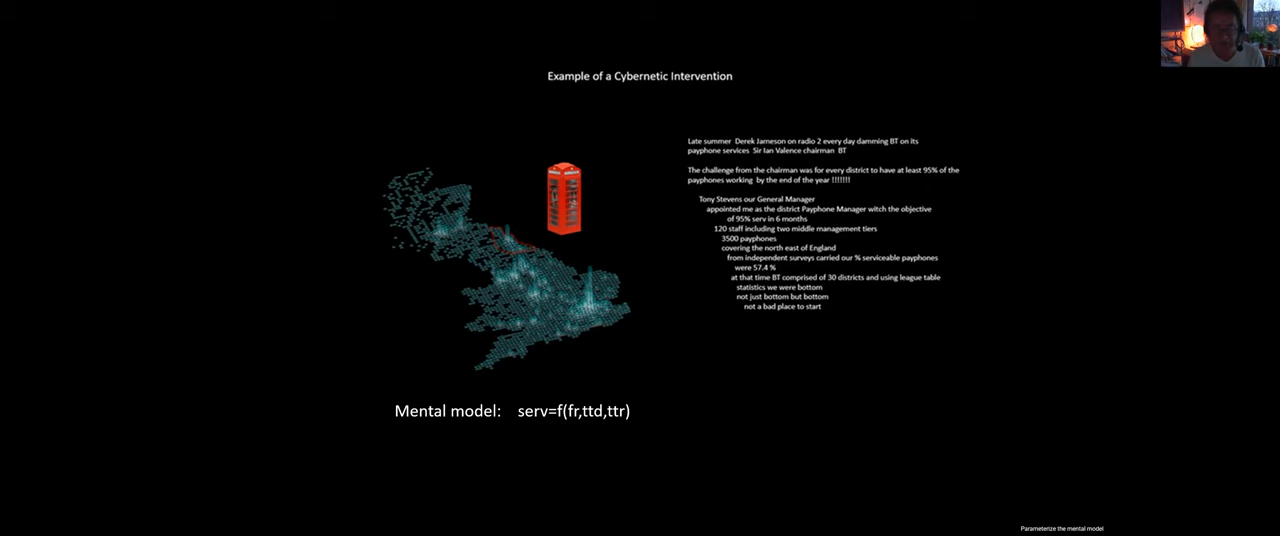 Example of a Cybernetic Intervention
Late summer Derek Jameson on radio 2 every day damming BT on its
payphone services Sir Ian Valence chairman BT
The challenge from the chairman was for every district to have at least 95% of the
payphones working by the end of the year !!!!!!!
Tony Stevens our General Manager
appointed me as the district Payphone Manager witch the objective
of 95% serv in 6 months
120 staff including two middle management tiers
3500 payphones
covering the north east of England
from independent surveys carried our % serviceable payphones
were 57.4 %
at that time BT comprised of 30 districts and using league table
statistics we were bottom
not just bottom but bottom
not a bad place to start
Mental model: serv=f(fr,ttd,ttr)
Parameterize the mental model